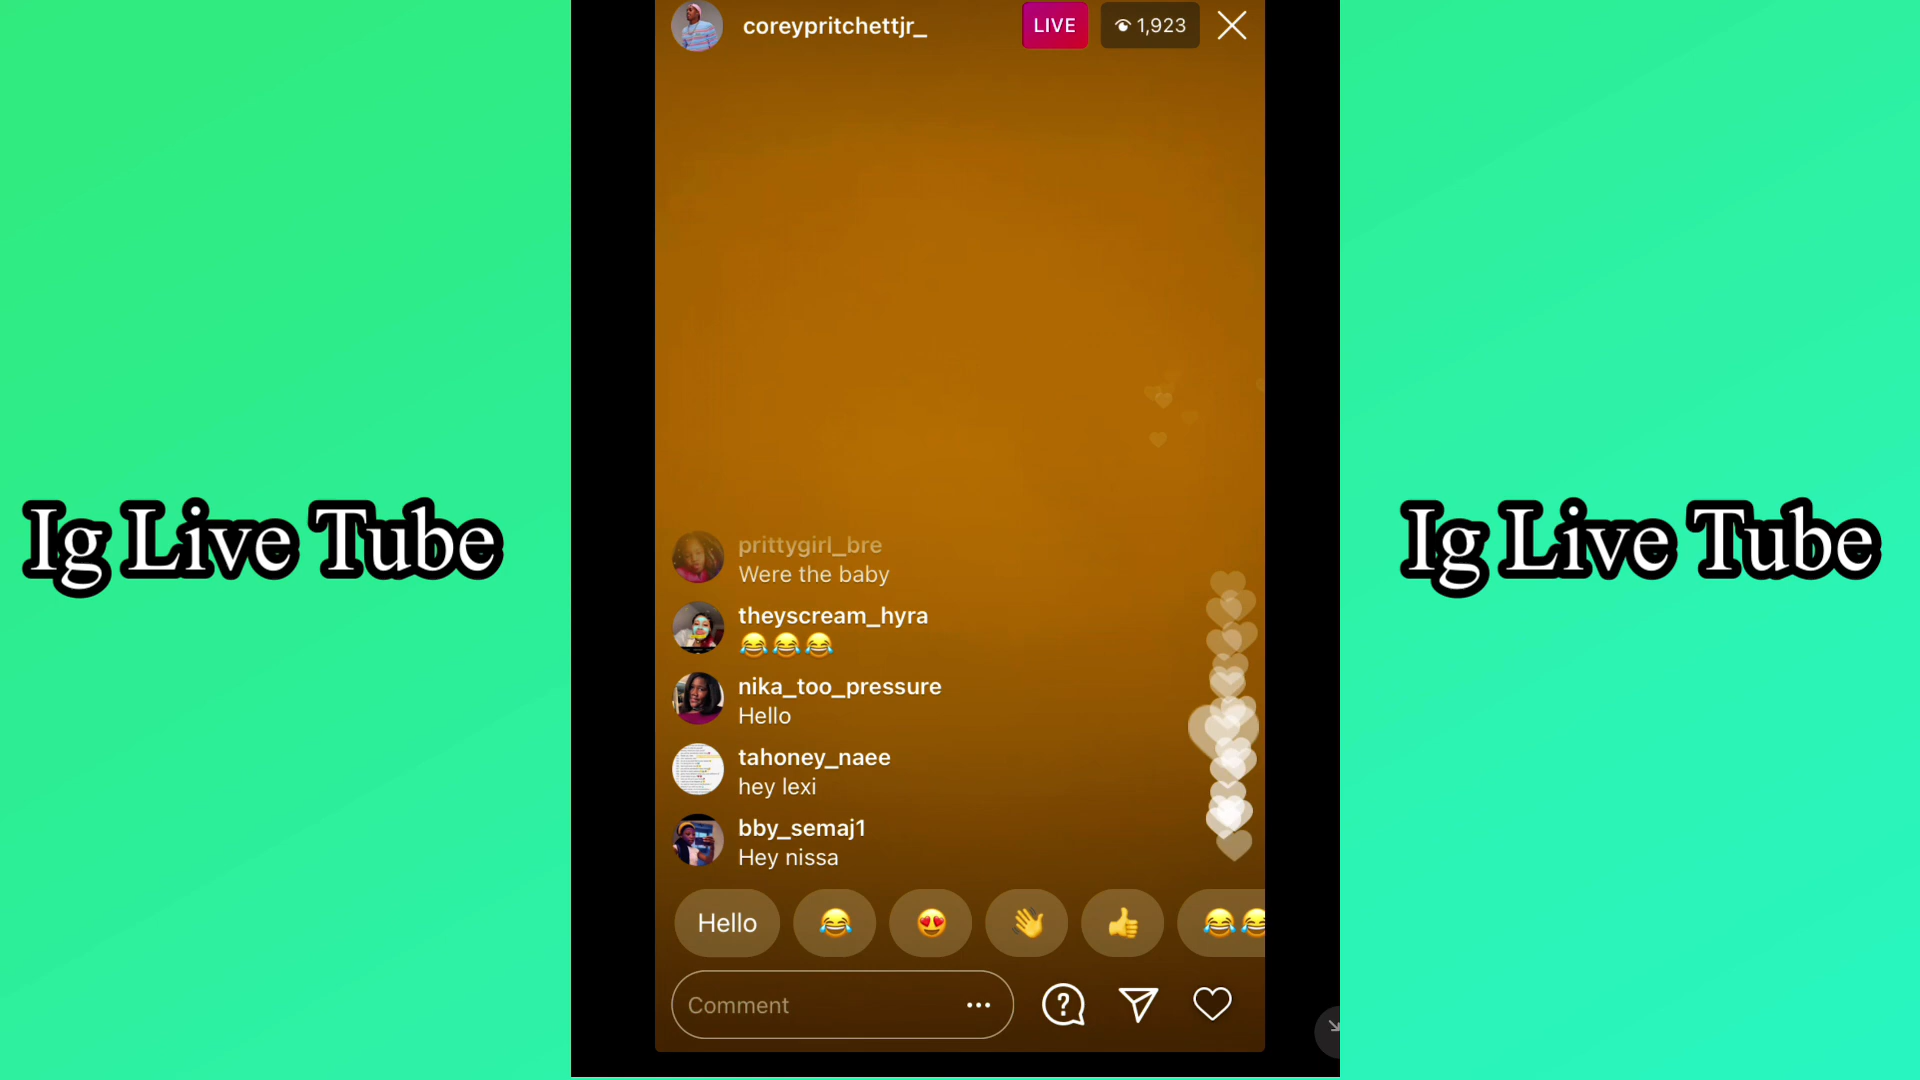 coreypritchettjr_
LIVE
1,923
Ig Live Tube
Ig Live Tube
prittygirl_bre
Were the baby
theyscream_hyra
😂😂😂
nika_too_pressure
Hello
tahoney_naee
hey lexi
bby_semaj1
Hey nissa
Hello 😂 😍 👋 👍 😂😂
Comment